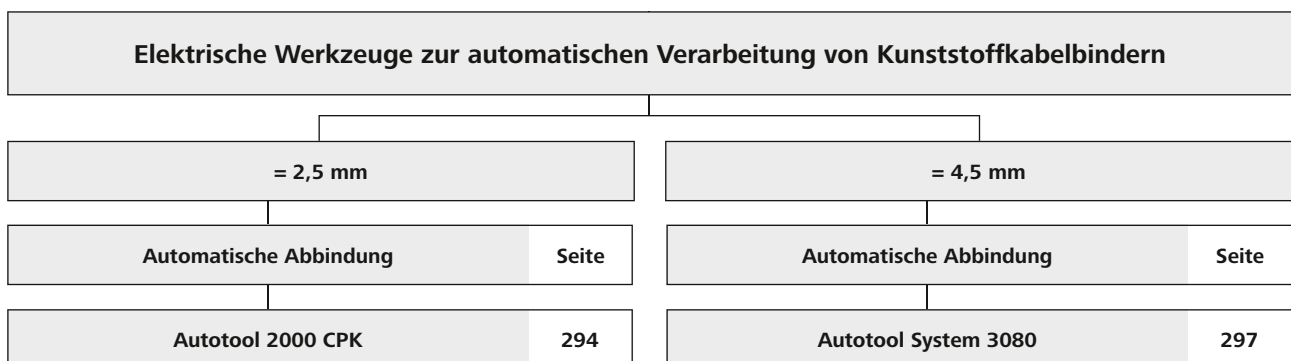 Elektrische Werkzeuge zur automatischen Verarbeitung von Kunststoffkabelbindern
= 2,5 mm
= 4,5 mm
Automatische Abbindung Seite
Automatische Abbindung Seite
Autotool 2000 CPK 294
Autotool System 3080 297